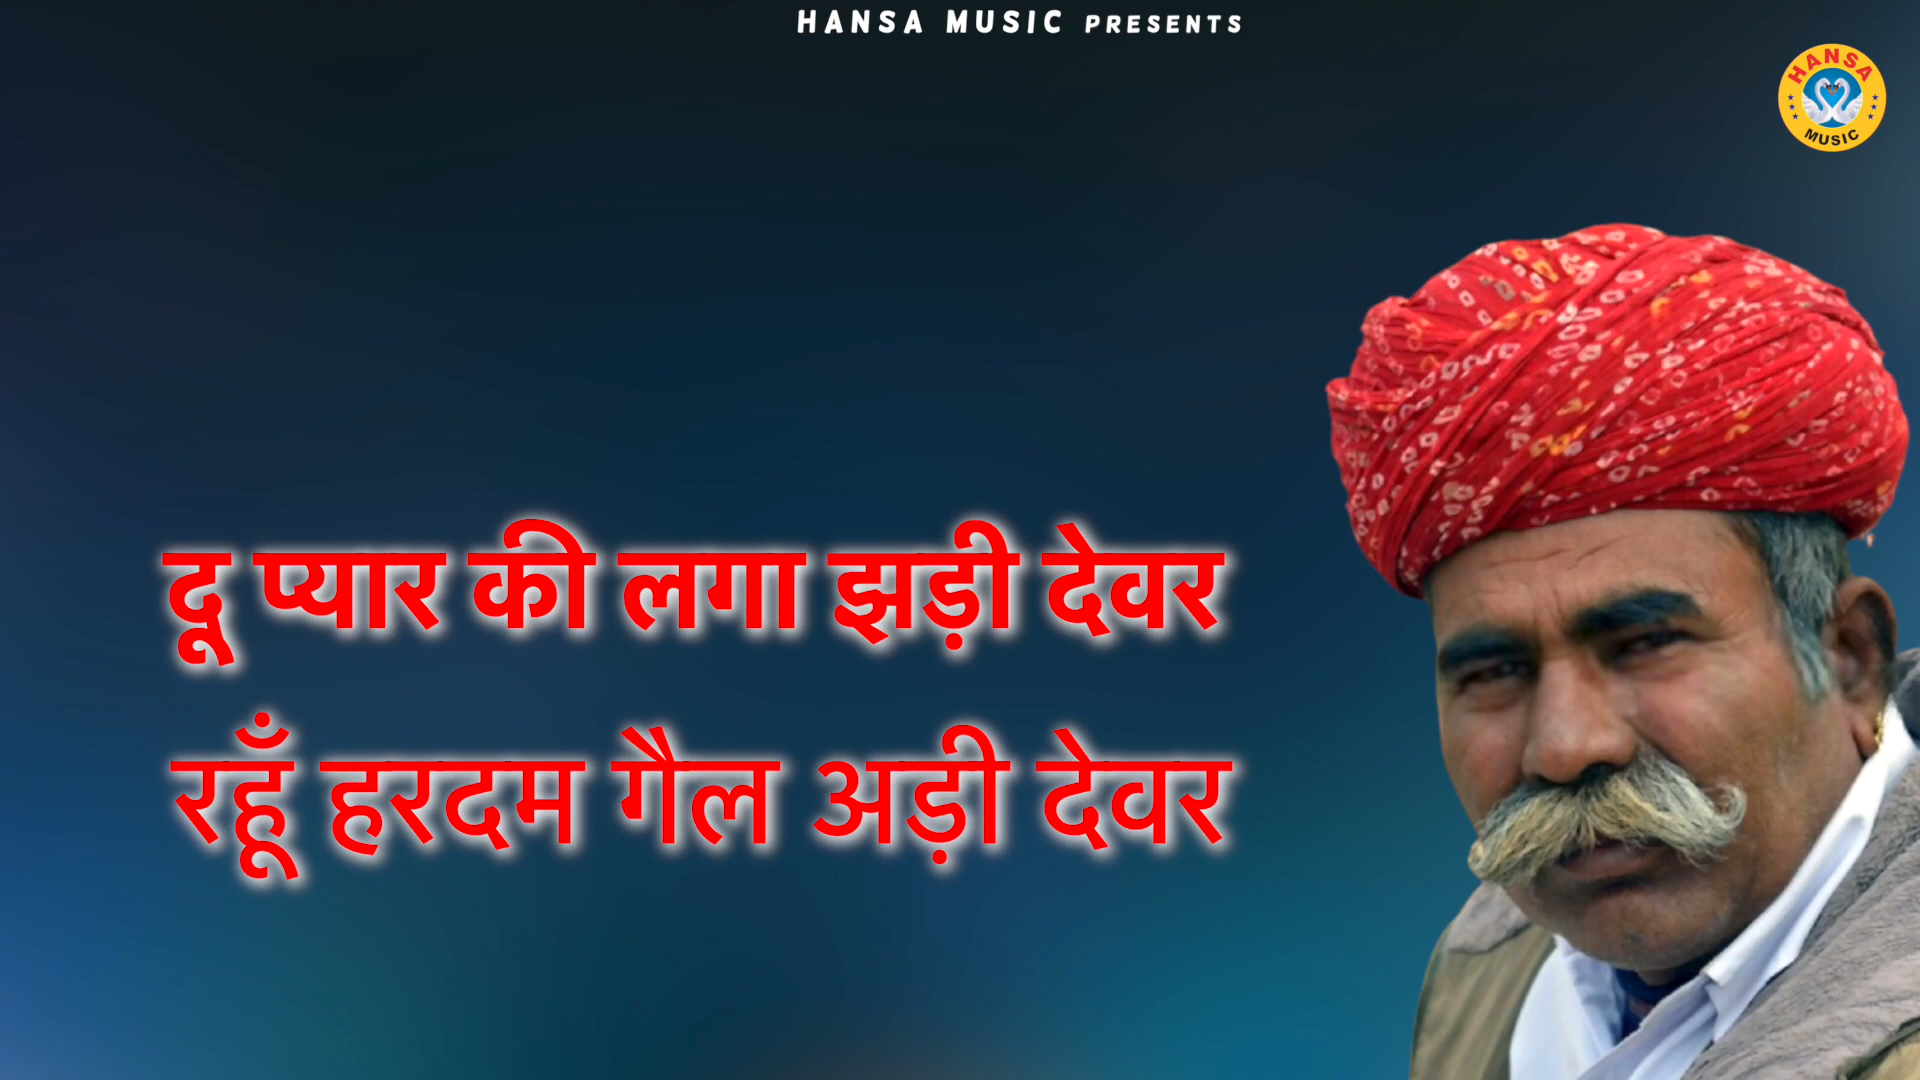 HANSA MUSIC PRESENTS
HANSA
MUSIC
दू प्यार की लगा झड़ी देवर
रहूँ हरदम गैल अड़ी देवर